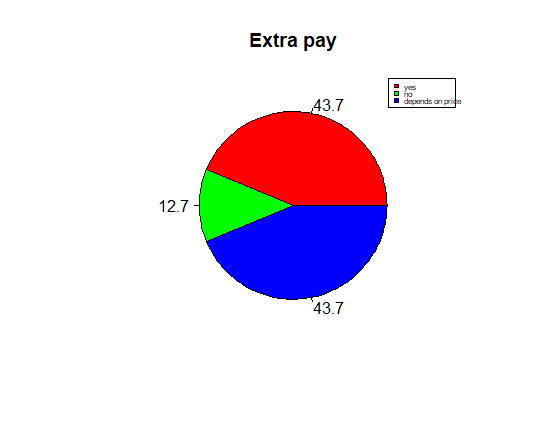 Extra pay
yes
no
depends on price
43.7
12.7
43.7